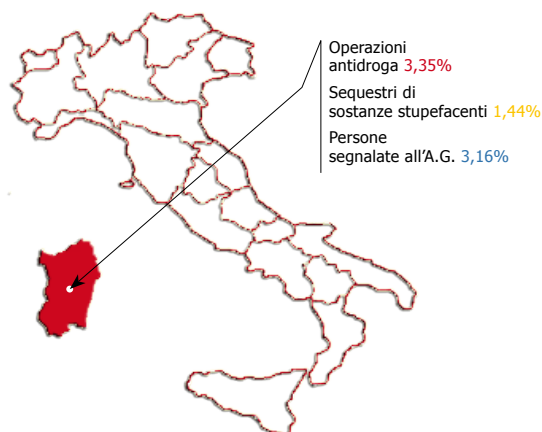 Operazioni
antidroga 3,35%
Sequestri di
sostanze stupefacenti 1,44%
Persone
segnalate all'A.G. 3,16%